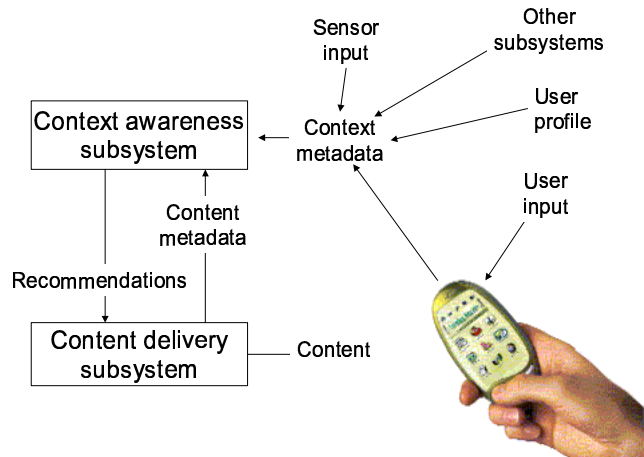 Sensor
input
Other
subsystems
User
profile
Context awareness
subsystem
Context
metadata
User
input
Content
metadata
Recommendations
Content delivery
subsystem
Content